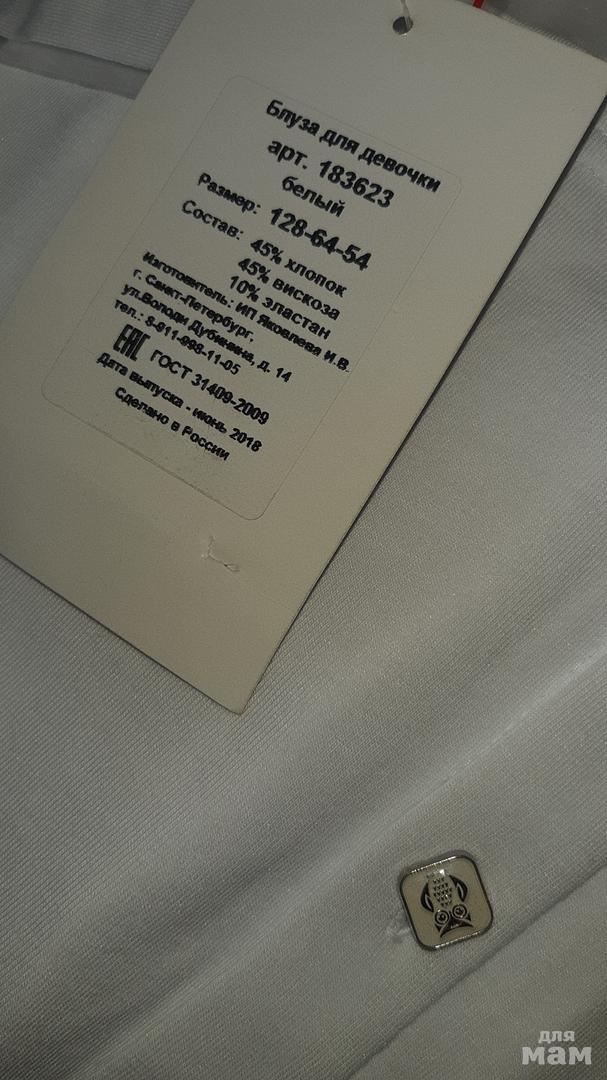 Блуза для девочки
арт. 183623
белый
Размер: 128-64-54
Состав: 45% хлопок
45% вискоза
10% эластан
Изготовитель: ИП Яковлева И.В.
г. Санкт-Петербург,
ул.Володи Дубинина, д. 14
тел.: 8-911-998-11-05
ЕАС ГОСТ 31409-2009
Дата выпуска - июнь 2018
Сделано в России
для
мам